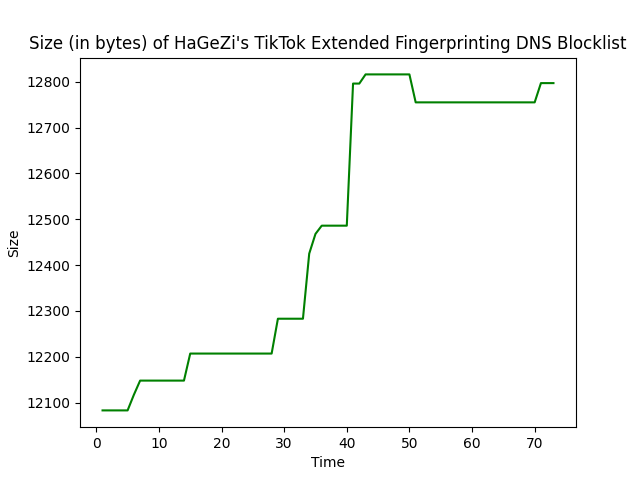 Size (in bytes) of HaGeZi's TikTok Extended Fingerprinting DNS Blocklist
12800
12700
12600
12500
12400
12300
12200
12100
Size
0 10 20 30 40 50 60 70
Time